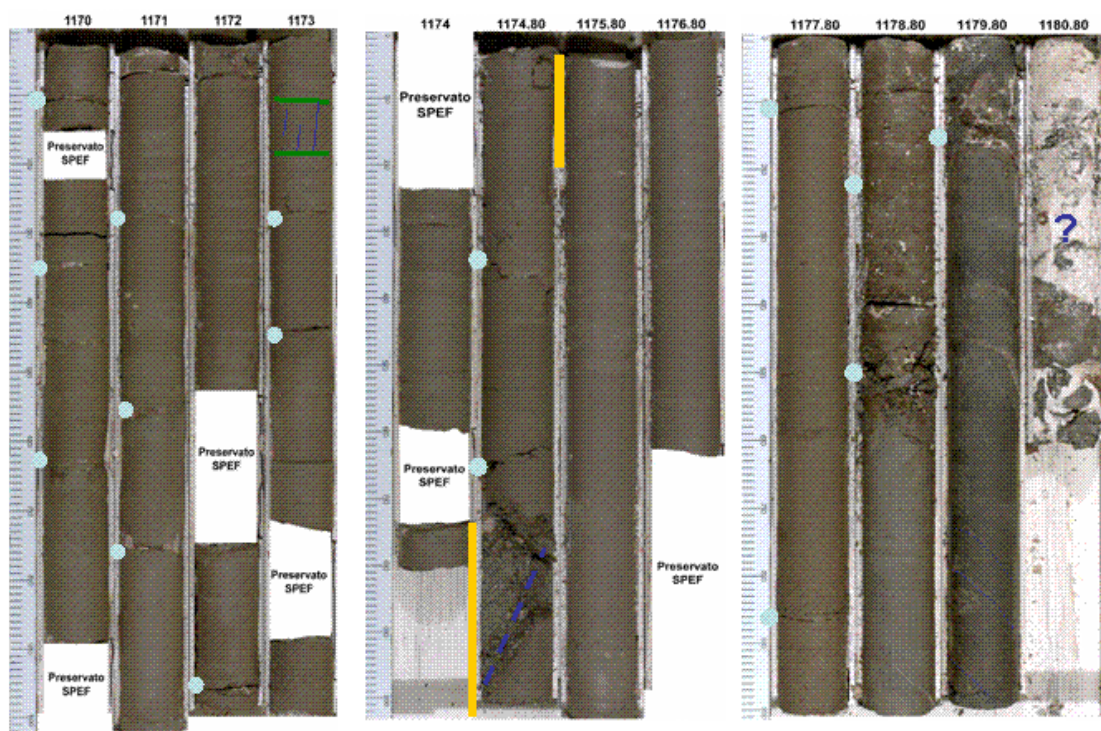 1170 1171 1172 1173
Preservato
SPEF
Preservato
SPEF
Preservato
SPEF
Preservato
SPEF
1174 1174.80 1175.80 1176.80
Preservato
SPEF
Preservato
SPEF
Preservato
SPEF
1177.80 1178.80 1179.80 1180.80
?